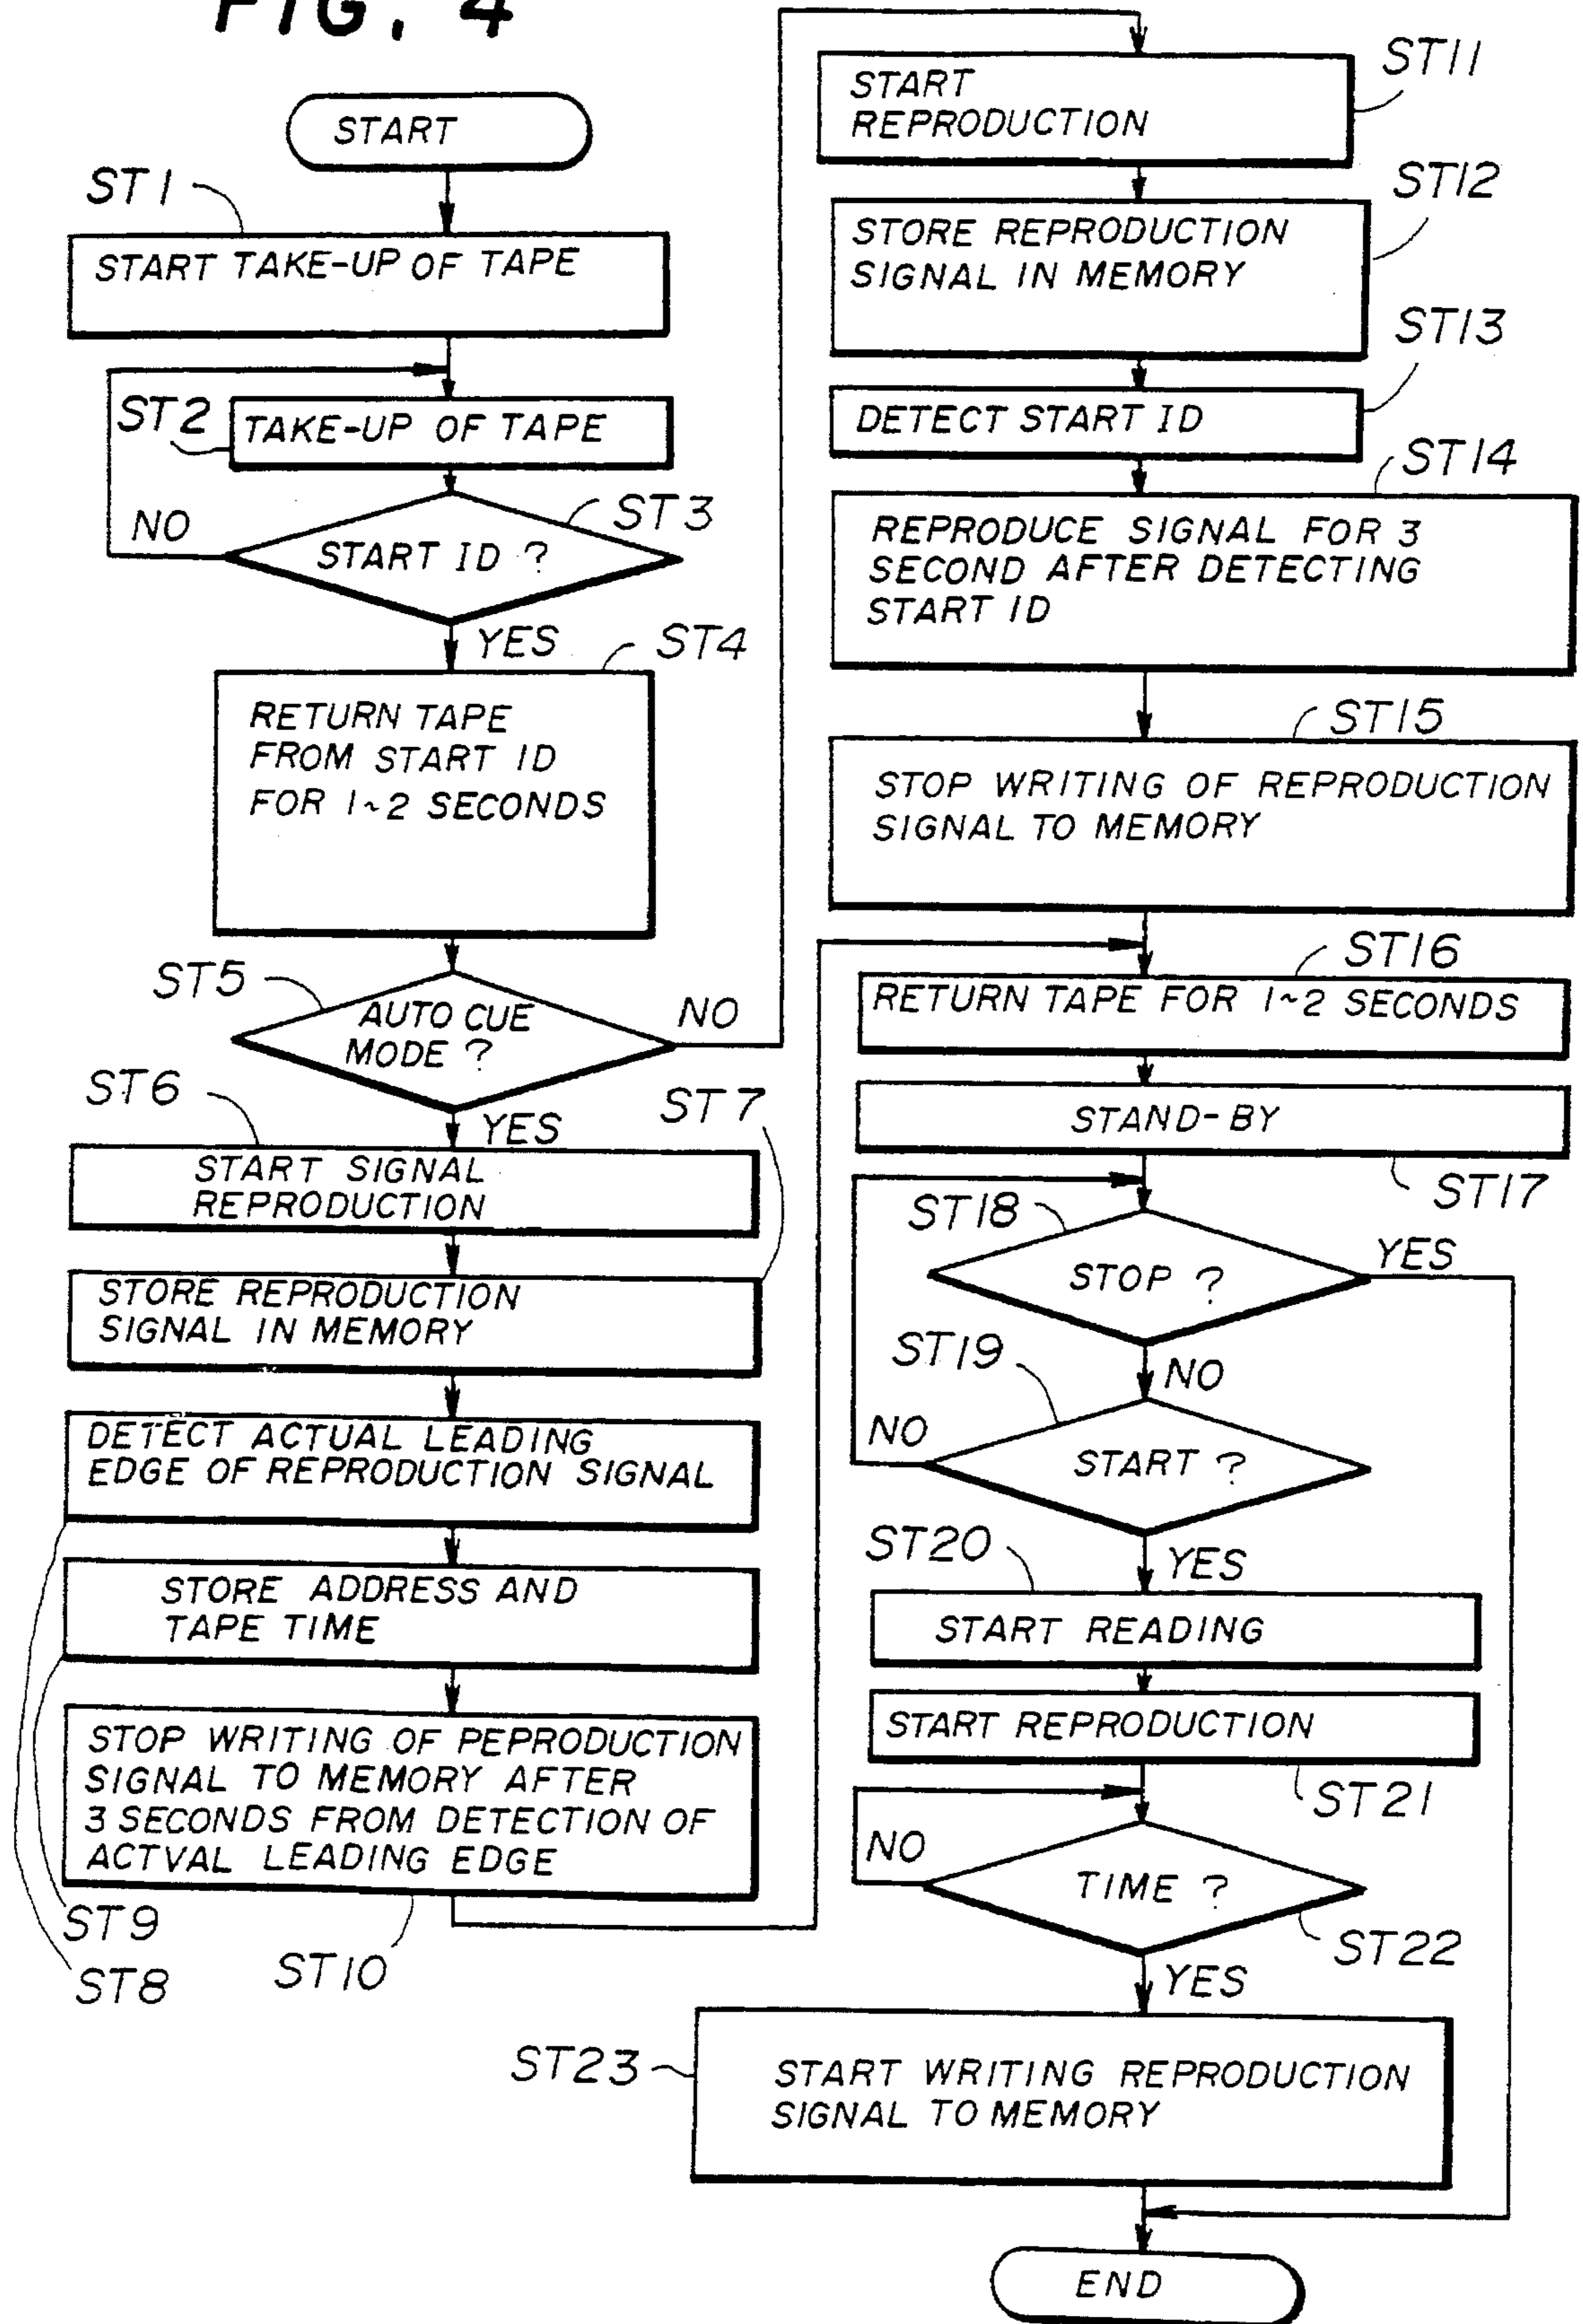 FIG. 4
START
ST1
START TAKE-UP OF TAPE
ST2
TAKE-UP OF TAPE
ST3
NO
START ID ?
YES
ST4
RETURN TAPE
FROM START ID
FOR 1~2 SECONDS
ST5
AUTO CUE
MODE ?
NO
YES
ST6
START SIGNAL
REPRODUCTION
ST7
STORE REPRODUCTION
SIGNAL IN MEMORY
DETECT ACTUAL LEADING
EDGE OF REPRODUCTION SIGNAL
STORE ADDRESS AND
TAPE TIME
STOP WRITING OF PEPRODUCTION
SIGNAL TO MEMORY AFTER
3 SECONDS FROM DETECTION OF
ACTVAL LEADING EDGE
ST9
ST8
ST10
ST11
START
REPRODUCTION
ST12
STORE REPRODUCTION
SIGNAL IN MEMORY
ST13
DETECT START ID
ST14
REPRODUCE SIGNAL FOR 3
SECOND AFTER DETECTING
START ID
ST15
STOP WRITING OF REPRODUCTION
SIGNAL TO MEMORY
ST16
RETURN TAPE FOR 1~2 SECONDS
STAND-BY
ST17
ST18
YES
STOP ?
ST19
NO
NO
START ?
ST20
YES
START READING
START REPRODUCTION
ST21
NO
TIME ?
ST22
YES
ST23
START WRITING REPRODUCTION
SIGNAL TO MEMORY
END